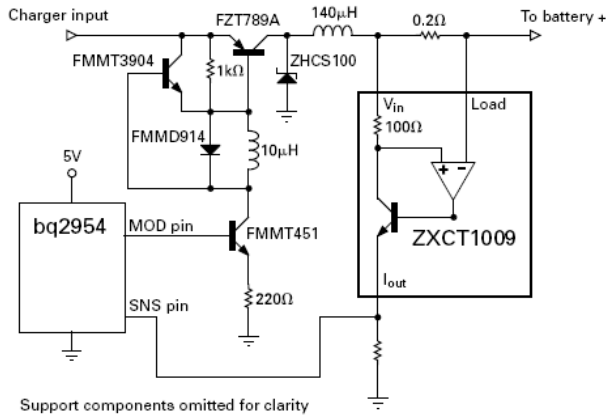 Charger input
FZT789A
140µH
0.2Ω
To battery +
FMMT3904
1kΩ
ZHCS100
Vin
Load
100Ω
FMMD914
10µH
+
−
5V
bq2954
MOD pin
FMMT451
ZXCT1009
Iout
220Ω
SNS pin
Support components omitted for clarity